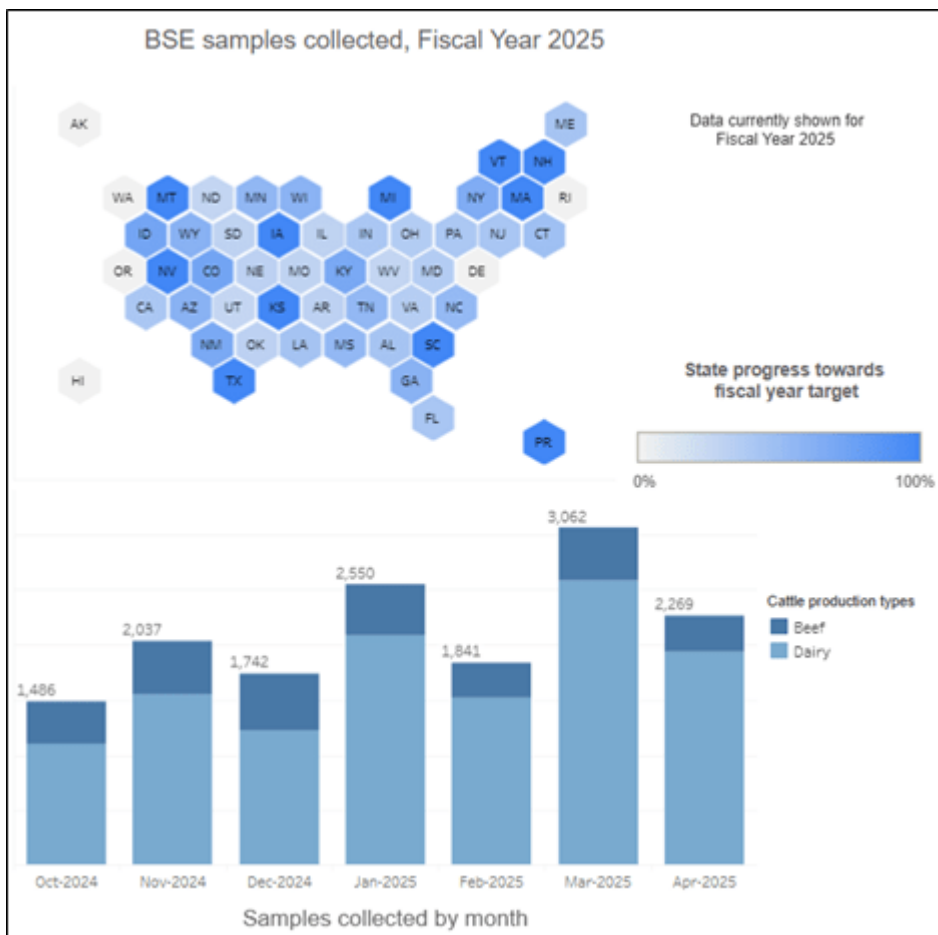 BSE samples collected, Fiscal Year 2025
AK
ME
Data currently shown for
Fiscal Year 2025
VT NH
WA MT ND MN WI MI NY MA RI
ID WY SD IA IL IN OH PA NJ CT
OR NV CO NE MO KY WV MD DE
CA AZ UT KS AR TN VA NC
NM OK LA MS AL SC
HI TX GA
FL
PR
State progress towards
fiscal year target
0% 100%
1,486
2,037
1,742
2,550
1,841
3,062
2,269
Cattle production types
Beef
Dairy
Oct-2024 Nov-2024 Dec-2024 Jan-2025 Feb-2025 Mar-2025 Apr-2025
Samples collected by month